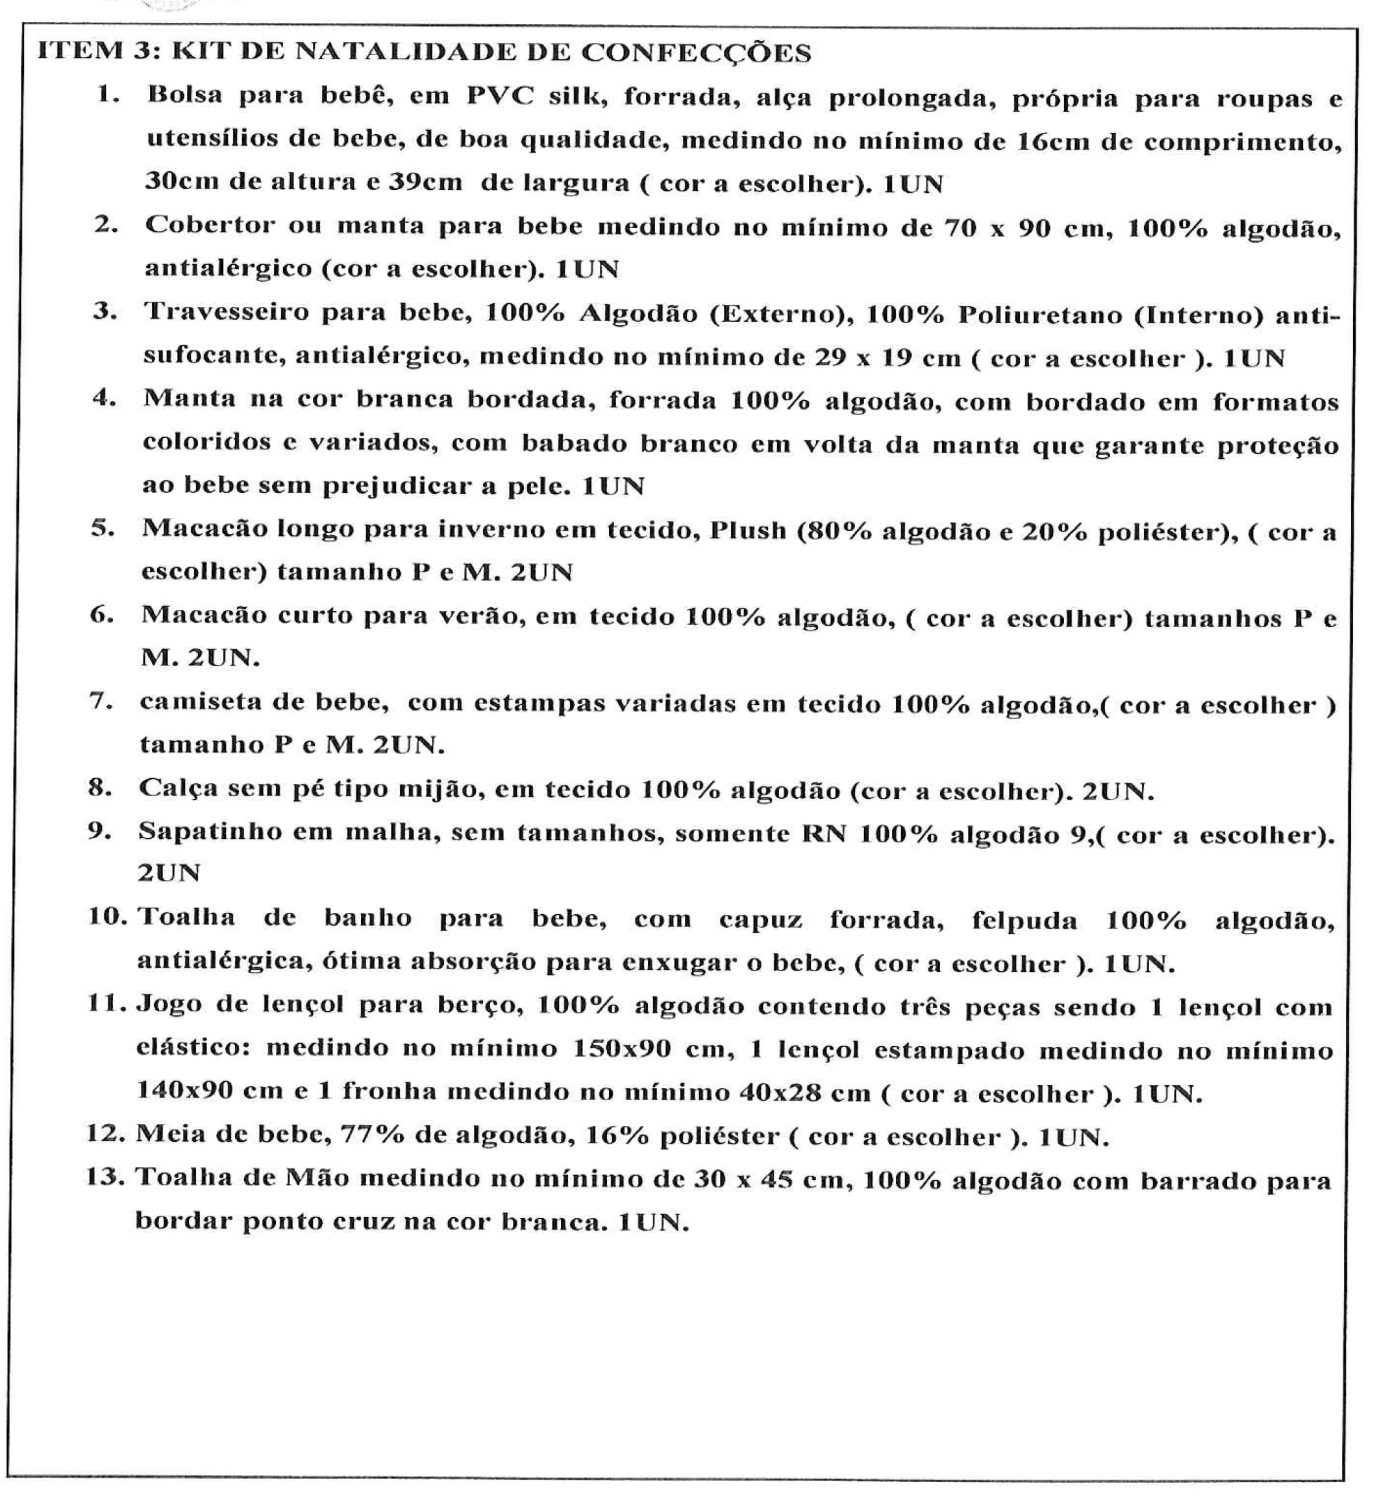 ITEM 3: KIT DE NATALIDADE DE CONFECÇÕES
1. Bolsa para bebê, em PVC silk, forrada, alça prolongada, própria para roupas e
utensílios de bebe, de boa qualidade, medindo no mínimo de 16cm de comprimento,
30cm de altura e 39cm de largura ( cor a escolher). 1UN
2. Cobertor ou manta para bebe medindo no mínimo de 70 x 90 cm, 100% algodão,
antialérgico (cor a escolher). 1UN
3. Travesseiro para bebe, 100% Algodão (Externo), 100% Poliuretano (Interno) anti-
sufocante, antialérgico, medindo no mínimo de 29 x 19 cm ( cor a escolher ). 1UN
4. Manta na cor branca bordada, forrada 100% algodão, com bordado em formatos
coloridos e variados, com babado branco em volta da manta que garante proteção
ao bebe sem prejudicar a pele. 1UN
5. Macacão longo para inverno em tecido, Plush (80% algodão e 20% poliéster), ( cor a
escolher) tamanho P e M. 2UN
6. Macacão curto para verão, em tecido 100% algodão, ( cor a escolher) tamanhos P e
M. 2UN.
7. camiseta de bebe, com estampas variadas em tecido 100% algodão,( cor a escolher )
tamanho P e M. 2UN.
8. Calça sem pé tipo mijão, em tecido 100% algodão (cor a escolher). 2UN.
9. Sapatinho em malha, sem tamanhos, somente RN 100% algodão 9,( cor a escolher).
2UN
10. Toalha de banho para bebe, com capuz forrada, felpuda 100% algodão,
antialérgica, ótima absorção para enxugar o bebe, ( cor a escolher ). 1UN.
11. Jogo de lençol para berço, 100% algodão contendo três peças sendo 1 lençol com
elástico: medindo no mínimo 150x90 cm, 1 lençol estampado medindo no mínimo
140x90 cm e 1 fronha medindo no mínimo 40x28 cm ( cor a escolher ). 1UN.
12. Meia de bebe, 77% de algodão, 16% poliéster ( cor a escolher ). 1UN.
13. Toalha de Mão medindo no mínimo de 30 x 45 cm, 100% algodão com barrado para
bordar ponto cruz na cor branca. 1UN.